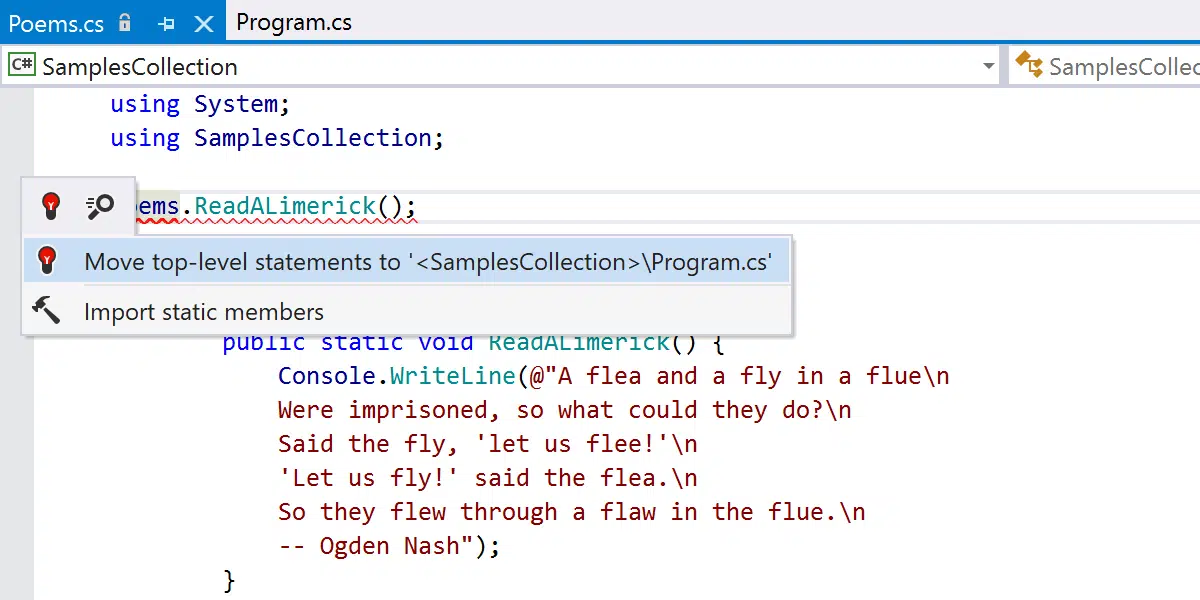 Poems.cs Program.cs
C# SamplesCollection SamplesCollec
using System;
using SamplesCollection;
ems.ReadALimerick();
Move top-level statements to '<SamplesCollection>\Program.cs'
Import static members
public static void ReadALimerick() {
Console.WriteLine(@"A flea and a fly in a flue\n
Were imprisoned, so what could they do?\n
Said the fly, 'let us flee!'\n
'Let us fly!' said the flea.\n
So they flew through a flaw in the flue.\n
-- Ogden Nash");
}